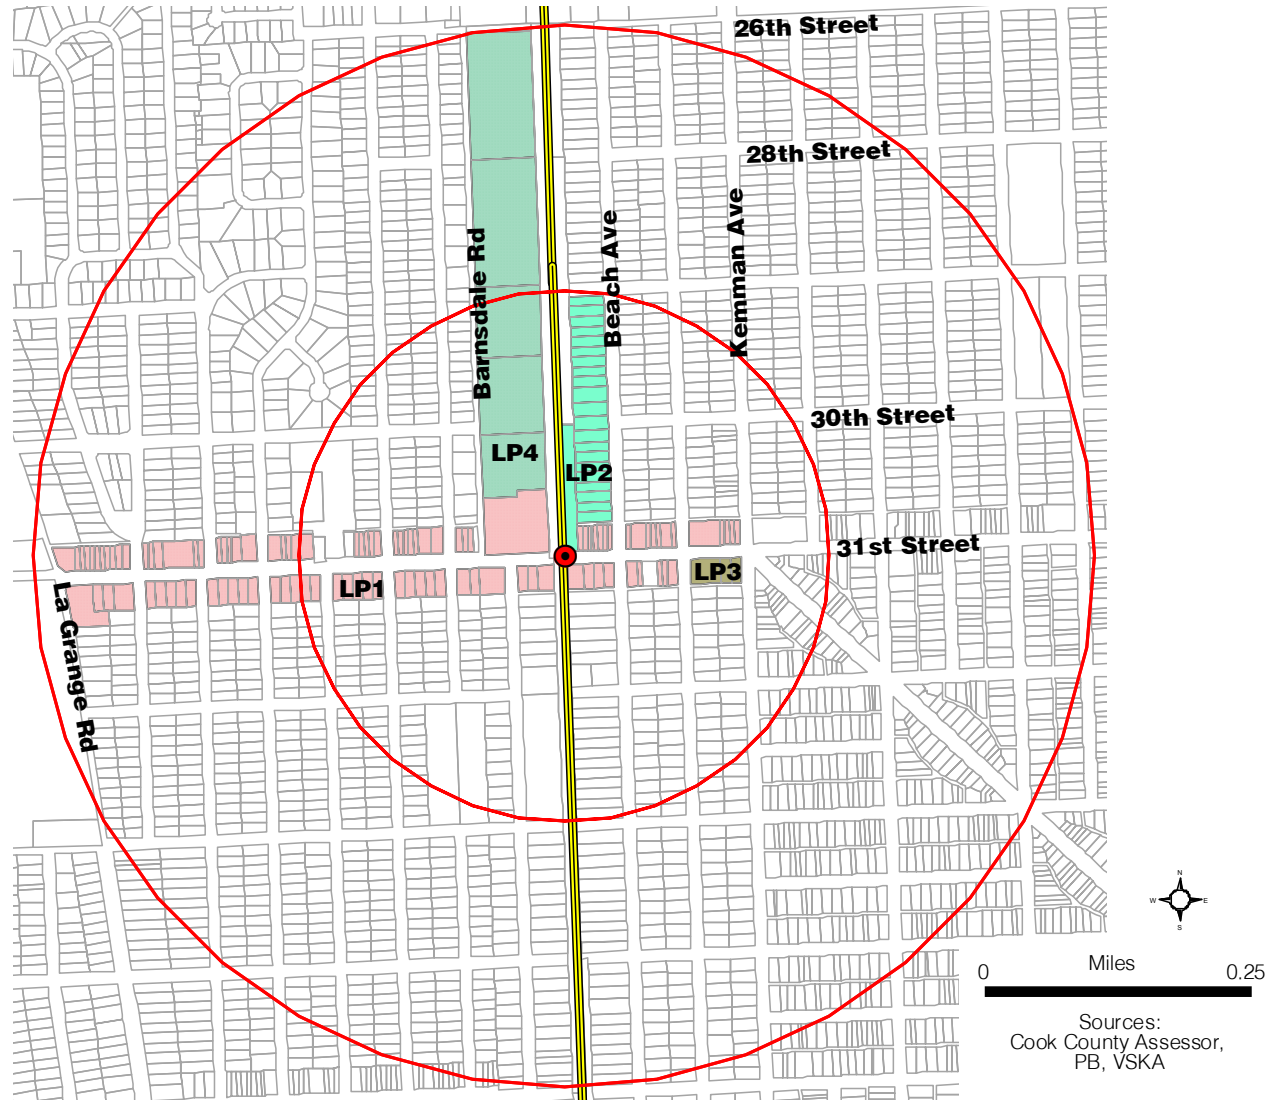 26th Street
28th Street
Barnsdale Rd
Beach Ave
Kemman Ave
30th Street
LP4
LP2
31st Street
LP3
LP1
La Grange Rd
N
W
E
S
Miles
0
0.25
Sources:
Cook County Assessor,
PB, VSKA